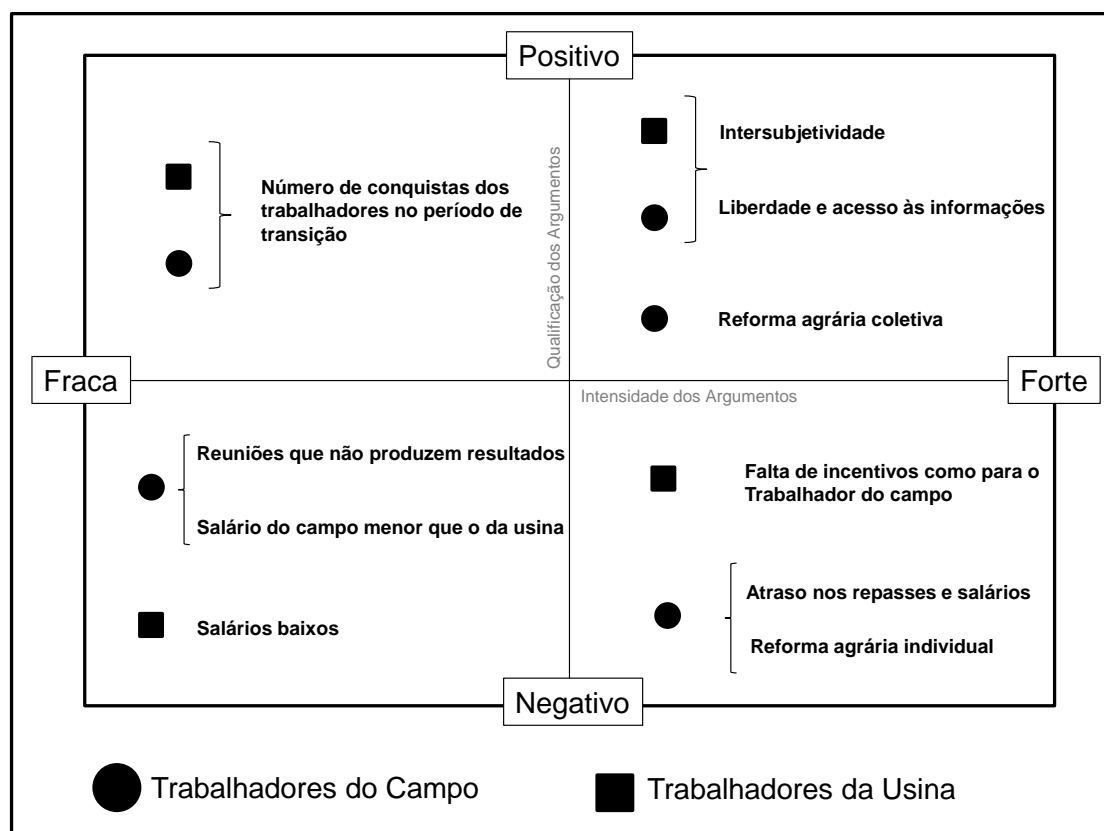 Positivo
Intersubjetividade
Número de conquistas dos
trabalhadores no período de
transição
Liberdade e acesso às informações
Qualificação dos Argumentos
Reforma agrária coletiva
Fraca
Forte
Intensidade dos Argumentos
Reuniões que não produzem resultados
Salário do campo menor que o da usina
Falta de incentivos como para o
Trabalhador do campo
Salários baixos
Atraso nos repasses e salários
Reforma agrária individual
Negativo
Trabalhadores do Campo
Trabalhadores da Usina